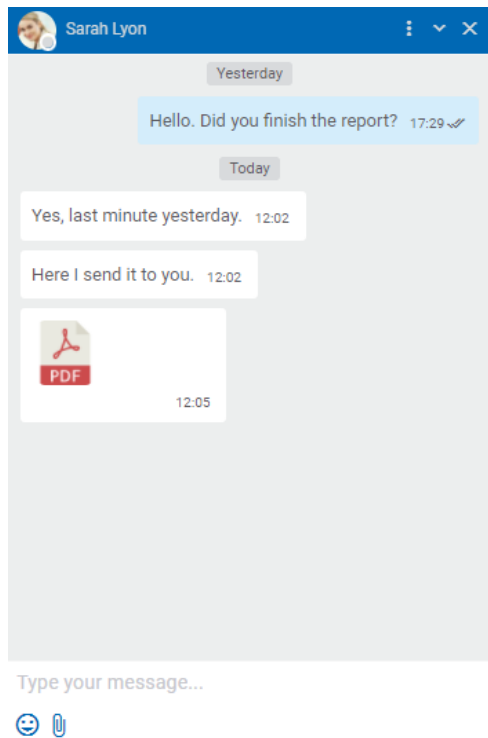 Sarah Lyon
Yesterday
Hello. Did you finish the report? 17:29
Today
Yes, last minute yesterday. 12:02
Here I send it to you. 12:02
PDF
12:05
Type your message...